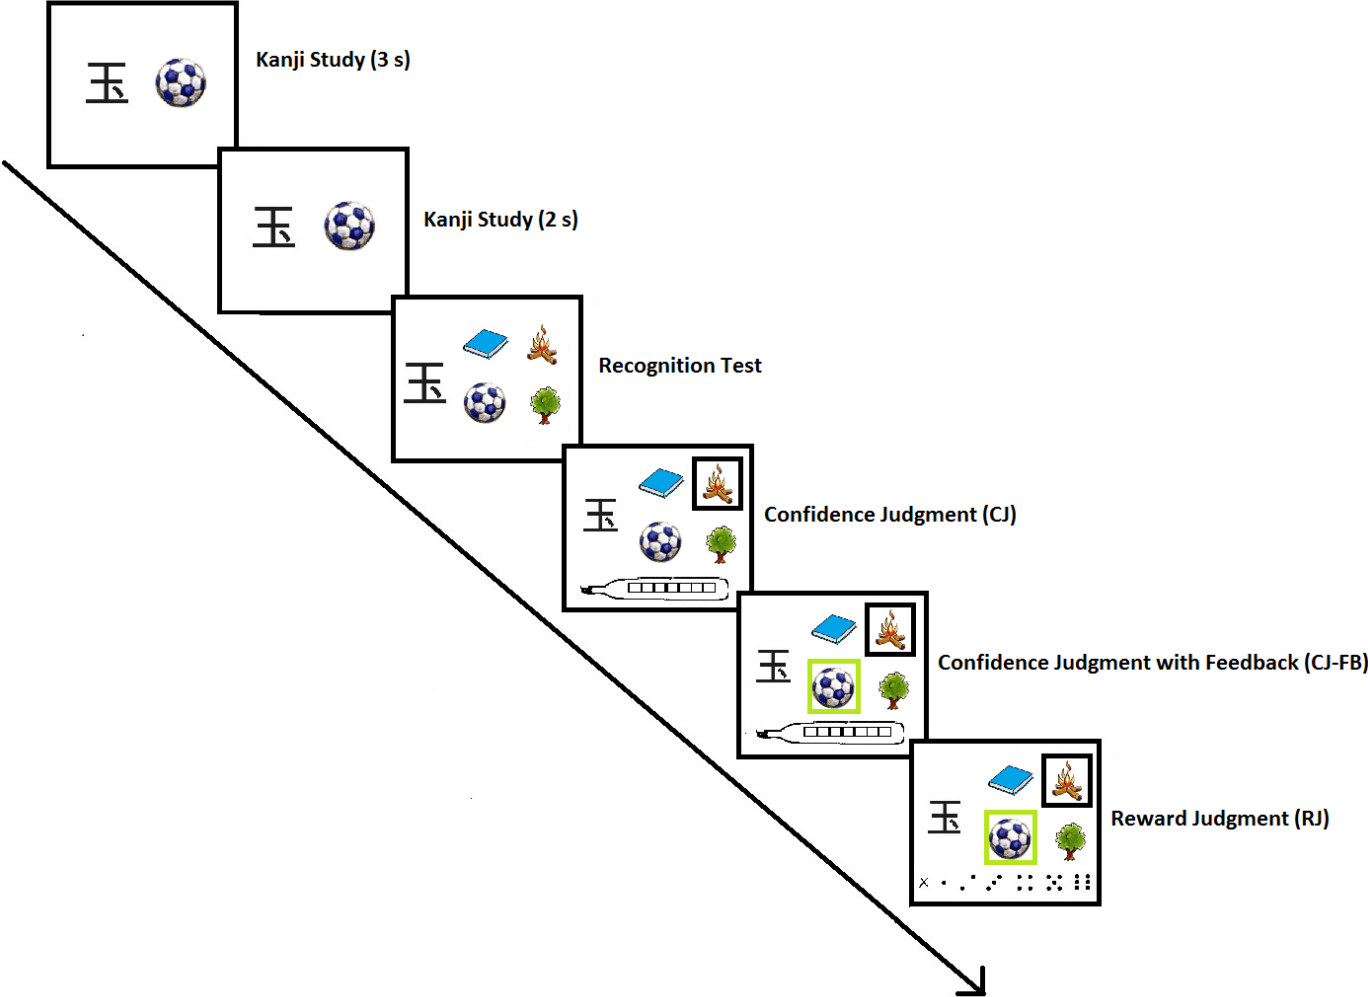 玉
Kanji Study (3 s)
玉
Kanji Study (2 s)
玉
Recognition Test
玉
Confidence Judgment (CJ)
玉
Confidence Judgment with Feedback (CJ-FB)
玉
Reward Judgment (RJ)
X